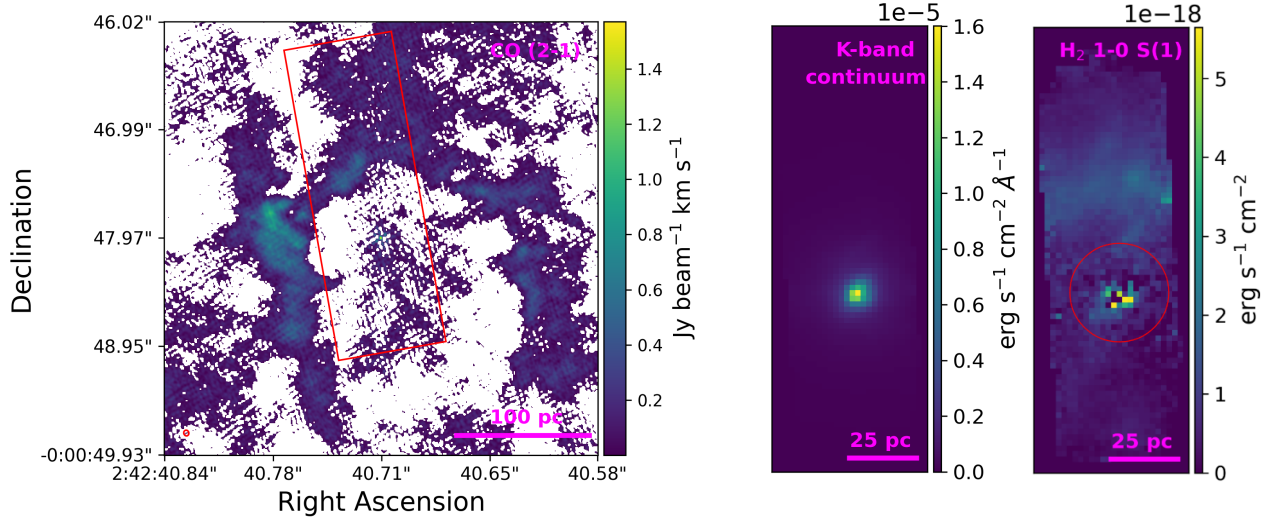 46.02"
46.99"
47.97"
48.95"
-0:00:49.93"
Declination
2:42:40.84"
40.78"
40.71"
40.65"
40.58"
Right Ascension
CO (2-1)
100 pc
1.4
1.2
1.0
0.8
0.6
0.4
0.2
Jy beam⁻¹ km s⁻¹
1e-5
K-band
continuum
25 pc
1.6
1.4
1.2
1.0
0.8
0.6
0.4
0.2
0.0
erg s⁻¹ cm⁻² Å⁻¹
1e-18
H₂ 1-0 S(1)
25 pc
5
4
3
2
1
0
erg s⁻¹ cm⁻²